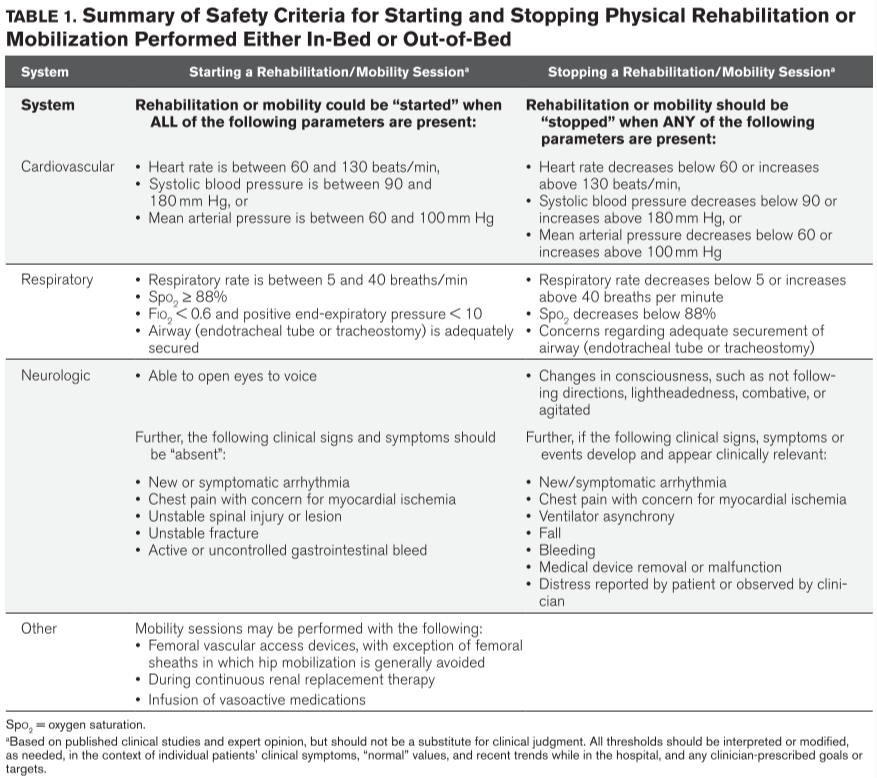 TABLE 1. Summary of Safety Criteria for Starting and Stopping Physical Rehabilitation or
Mobilization Performed Either In-Bed or Out-of-Bed
System
Starting a Rehabilitation/Mobility Sessionᵃ
Stopping a Rehabilitation/Mobility Sessionᵃ
System
Rehabilitation or mobility could be “started” when
ALL of the following parameters are present:
Rehabilitation or mobility should be
“stopped” when ANY of the following
parameters are present:
Cardiovascular
• Heart rate is between 60 and 130 beats/min,
• Systolic blood pressure is between 90 and
180 mm Hg, or
• Mean arterial pressure is between 60 and 100 mm Hg
• Heart rate decreases below 60 or increases
above 130 beats/min,
• Systolic blood pressure decreases below 90 or
increases above 180 mm Hg, or
• Mean arterial pressure decreases below 60 or
increases above 100 mm Hg
Respiratory
• Respiratory rate is between 5 and 40 breaths/min
• Spo₂ ≥ 88%
• Fio₂ < 0.6 and positive end-expiratory pressure < 10
• Airway (endotracheal tube or tracheostomy) is adequately
secured
• Respiratory rate decreases below 5 or increases
above 40 breaths per minute
• Spo₂ decreases below 88%
• Concerns regarding adequate securement of
airway (endotracheal tube or tracheostomy)
Neurologic
• Able to open eyes to voice
• Changes in consciousness, such as not follow-
ing directions, lightheadedness, combative, or
agitated
Further, the following clinical signs and symptoms should
be “absent”:
• New or symptomatic arrhythmia
• Chest pain with concern for myocardial ischemia
• Unstable spinal injury or lesion
• Unstable fracture
• Active or uncontrolled gastrointestinal bleed
Further, if the following clinical signs, symptoms or
events develop and appear clinically relevant:
• New/symptomatic arrhythmia
• Chest pain with concern for myocardial ischemia
• Ventilator asynchrony
• Fall
• Bleeding
• Medical device removal or malfunction
• Distress reported by patient or observed by clini-
cian
Other
Mobility sessions may be performed with the following:
• Femoral vascular access devices, with exception of femoral
sheaths in which hip mobilization is generally avoided
• During continuous renal replacement therapy
• Infusion of vasoactive medications
Spo₂ = oxygen saturation.
ᵃBased on published clinical studies and expert opinion, but should not be a substitute for clinical judgment. All thresholds should be interpreted or modified,
as needed, in the context of individual patients’ clinical symptoms, “normal” values, and recent trends while in the hospital, and any clinician-prescribed goals or
targets.